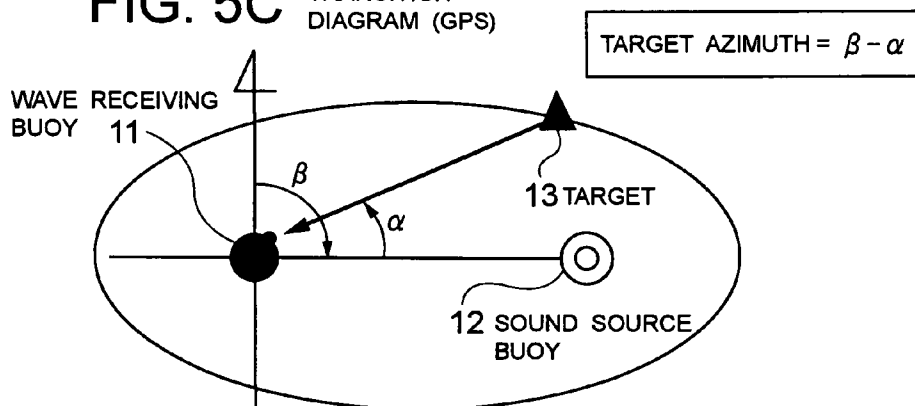 FIG. 5C
DIAGRAM (GPS)
TARGET AZIMUTH = β − α
WAVE RECEIVING
BUOY 11
β
α
13 TARGET
12 SOUND SOURCE
BUOY